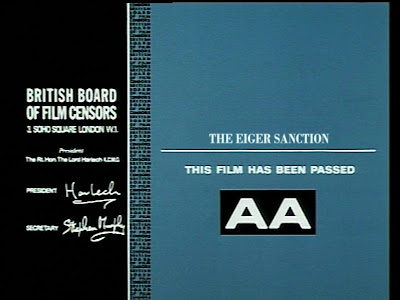 BRITISH BOARD
OF FILM CENSORS
3, SOHO SQUARE LONDON W.1.
President
The Rt. Hon. The Lord Harlech K.C.M.G.
PRESIDENT Harlech
SECRETARY Stephen Murphy
THE EIGER SANCTION
THIS FILM HAS BEEN PASSED
AA